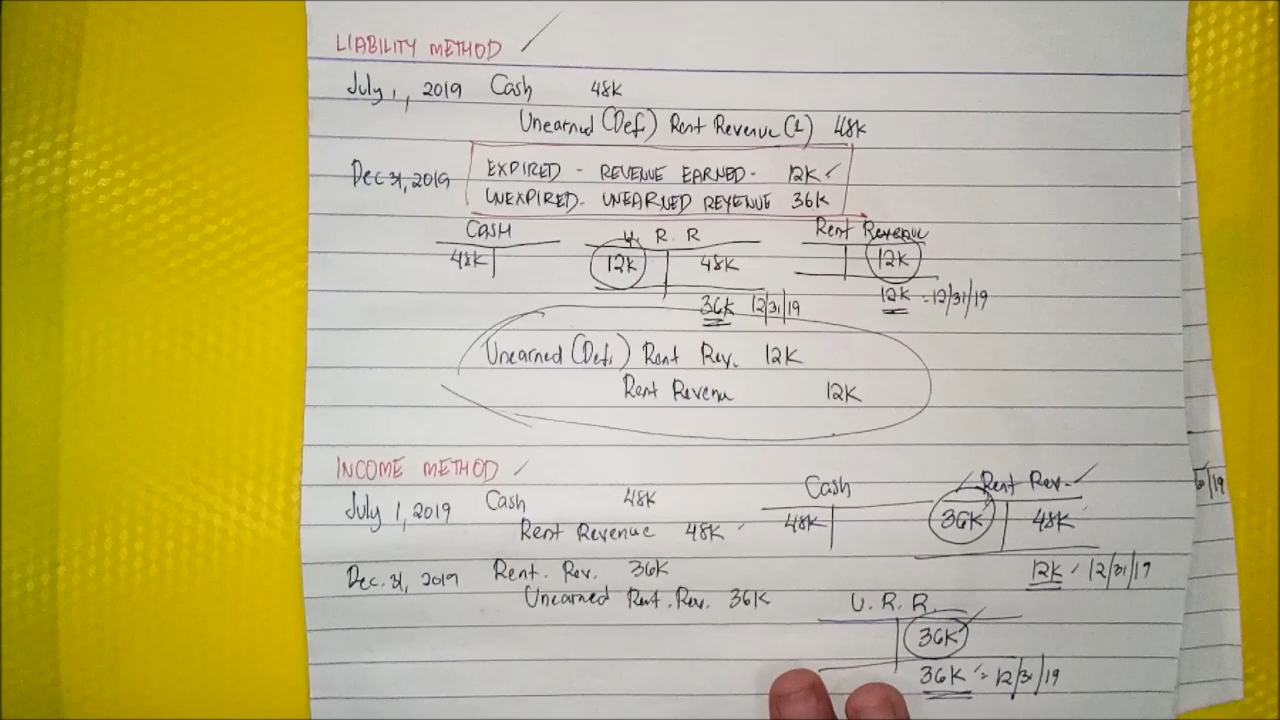 LIABILITY METHOD
July 1, 2019 Cash 48K
Unearned (Def.) Rent Revenue (L) 48K
Dec 31, 2019
EXPIRED - REVENUE EARNED - 12K
UNEXPIRED - UNEARNED REVENUE 36K
CASH U. R. R Rent Revenue
48K 12K 48K 12K
36K 12/31/19 12K - 12/31/19
Unearned (Def.) Rent Rev. 12K
Rent Revenu 12K
INCOME METHOD
July 1, 2019 Cash 48K
Rent Revenue 48K
Cash Rent Rev.
48K 36K 48K
12K 12/31/19
Dec. 31, 2019 Rent. Rev. 36K
Unearned Rent. Rev. 36K
U. R. R.
36K
36K - 12/31/19
/19